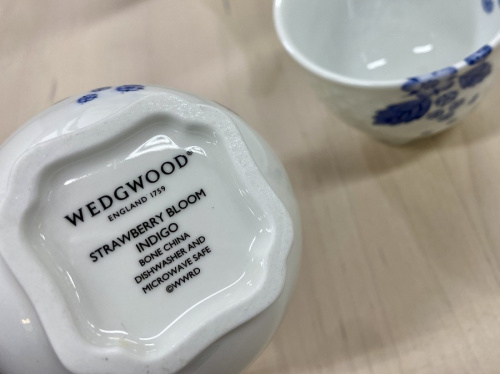 WEDGWOOD®
ENGLAND 1759
STRAWBERRY BLOOM
INDIGO
BONE CHINA
DISHWASHER AND
MICROWAVE SAFE
©WWRD